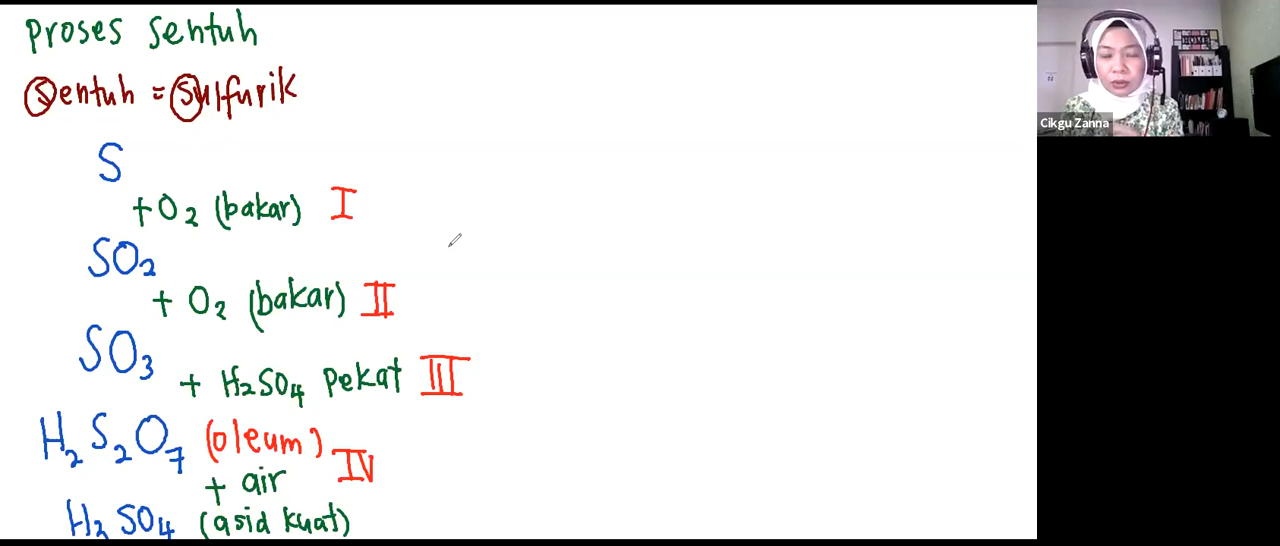 Proses Sentuh
Sentuh = Sulfurik
S
+ O₂ (bakar) I
SO₂
+ O₂ (bakar) II
SO₃
+ H₂SO₄ pekat III
H₂S₂O₇ (oleum)
IV
+ air
H₂SO₄ (asid kuat)
HOME
Cikgu Zanna